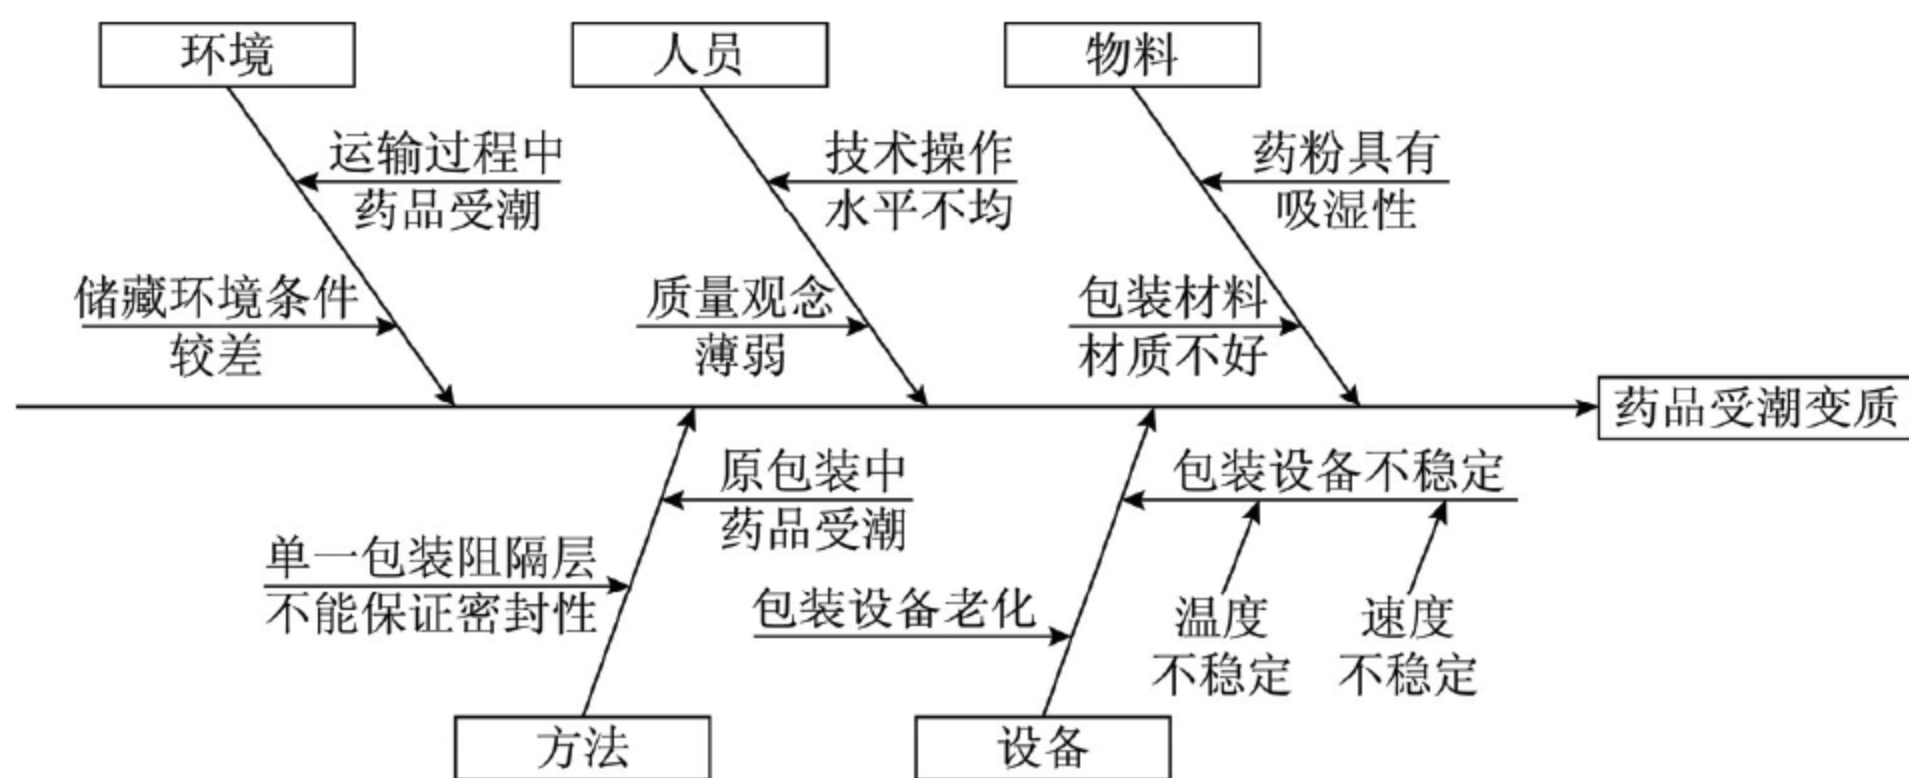 环境
人员
物料
运输过程中
药品受潮
技术操作
水平不均
药粉具有
吸湿性
储藏环境条件
较差
质量观念
薄弱
包装材料
材质不好
药品受潮变质
原包装中
药品受潮
包装设备不稳定
单一包装阻隔层
不能保证密封性
包装设备老化
温度
不稳定
速度
不稳定
方法
设备